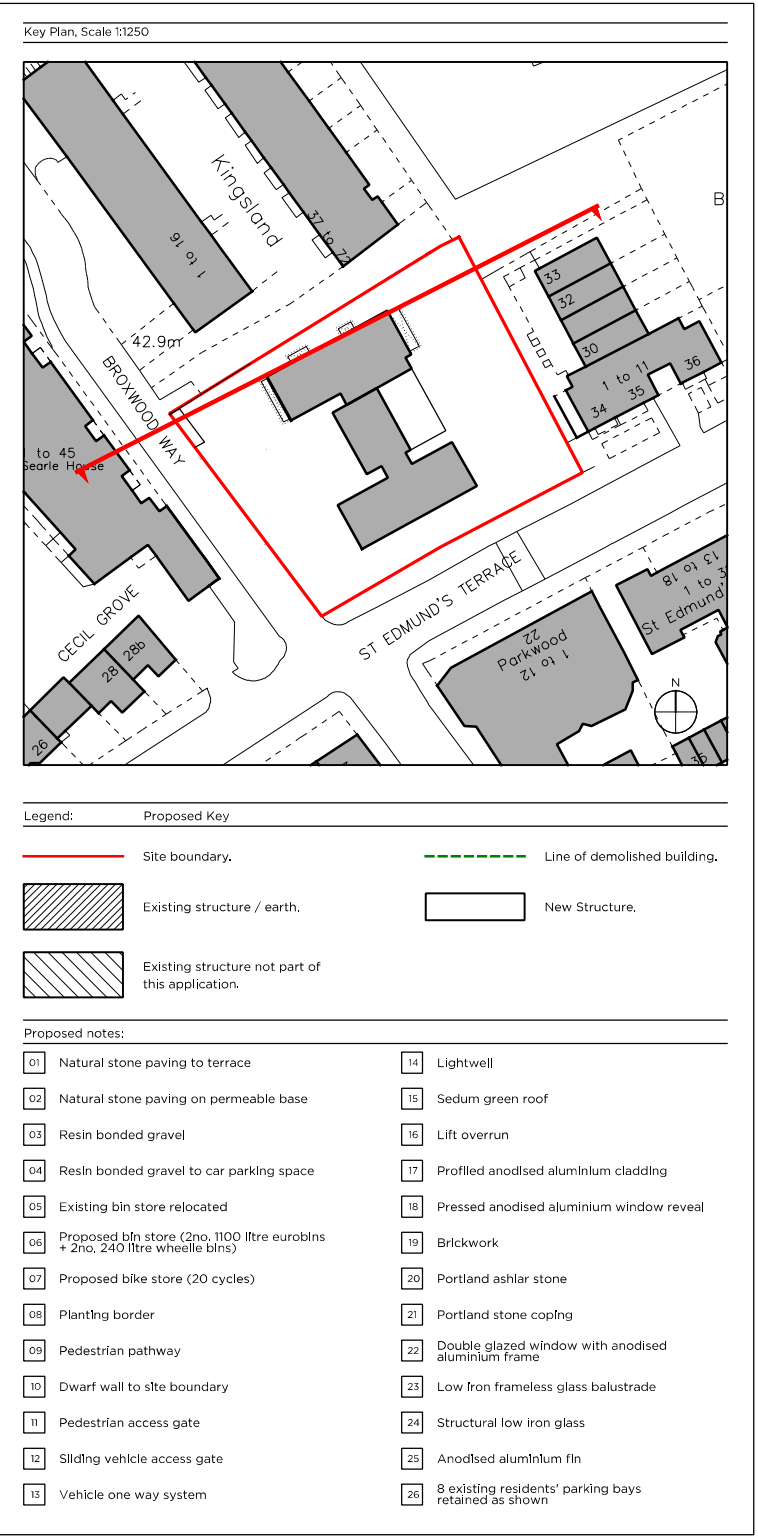 Key Plan, Scale 1:1250
Kingsland
1 to 16
37 to 72
B
33
32
30
1 to 11
36
35
34
42.9m
BROXWOOD WAY
to 45
Searle House
ST EDMUND'S TERRACE
CECIL GROVE
28b
28
26
22
Parkwood
1 to 12
13 to 18
St Edmund'
N
36
Legend:
Proposed Key
Site boundary.
Line of demolished building.
Existing structure / earth.
New Structure.
Existing structure not part of
this application.
Proposed notes:
01 Natural stone paving to terrace
02 Natural stone paving on permeable base
03 Resin bonded gravel
04 Resin bonded gravel to car parking space
05 Existing bin store relocated
06 Proposed bin store (2no. 1100 litre eurobins
+ 2no. 240 litre wheelie bins)
07 Proposed bike store (20 cycles)
08 Planting border
09 Pedestrian pathway
10 Dwarf wall to site boundary
11 Pedestrian access gate
12 Sliding vehicle access gate
13 Vehicle one way system
14 Lightwell
15 Sedum green roof
16 Lift overrun
17 Profiled anodised aluminium cladding
18 Pressed anodised aluminium window reveal
19 Brickwork
20 Portland ashlar stone
21 Portland stone coping
22 Double glazed window with anodised
aluminium frame
23 Low iron frameless glass balustrade
24 Structural low iron glass
25 Anodised aluminium fin
26 8 existing residents' parking bays
retained as shown